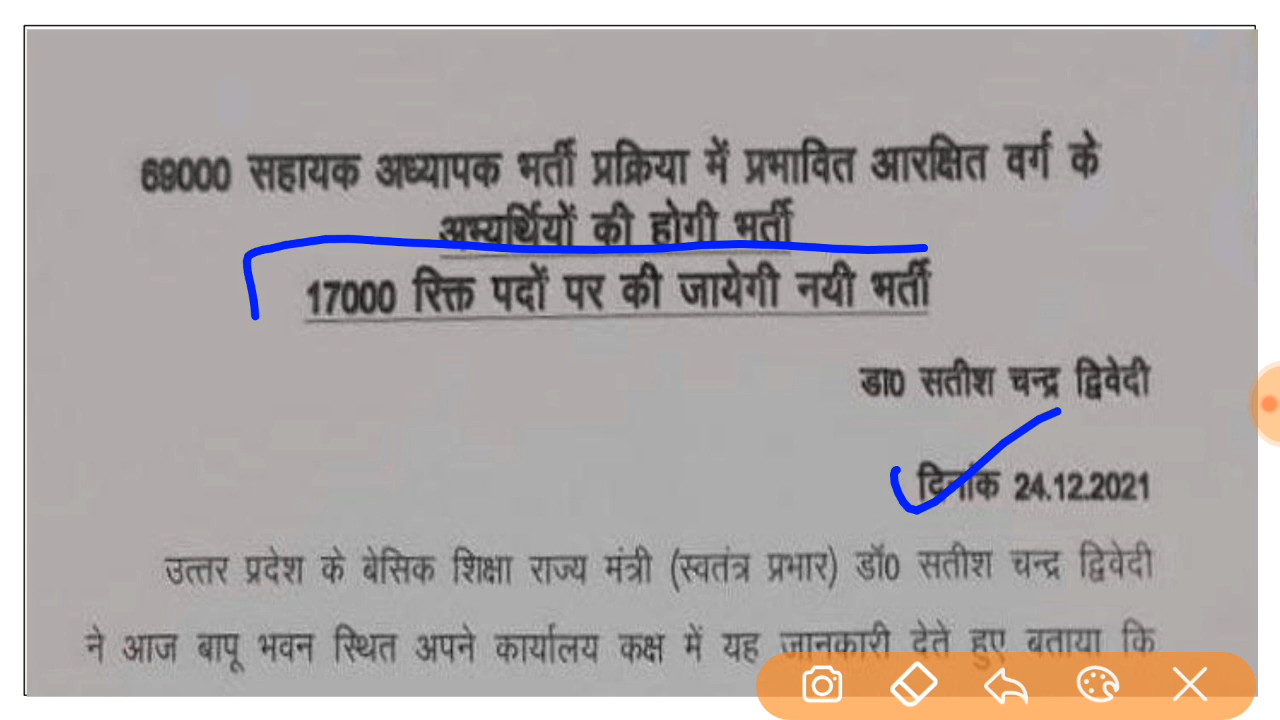 69000 सहायक अध्यापक भर्ती प्रक्रिया में प्रभावित आरक्षित वर्ग के
अभ्यर्थियों की होगी भर्ती
17000 रिक्त पदों पर की जायेगी नयी भर्ती
डा0 सतीश चन्द्र द्विवेदी
दिनांक 24.12.2021
उत्तर प्रदेश के बेसिक शिक्षा राज्य मंत्री (स्वतंत्र प्रभार) डॉ0 सतीश चन्द्र द्विवेदी
ने आज बापू भवन स्थित अपने कार्यालय कक्ष में यह जानकारी देते हुए बताया कि